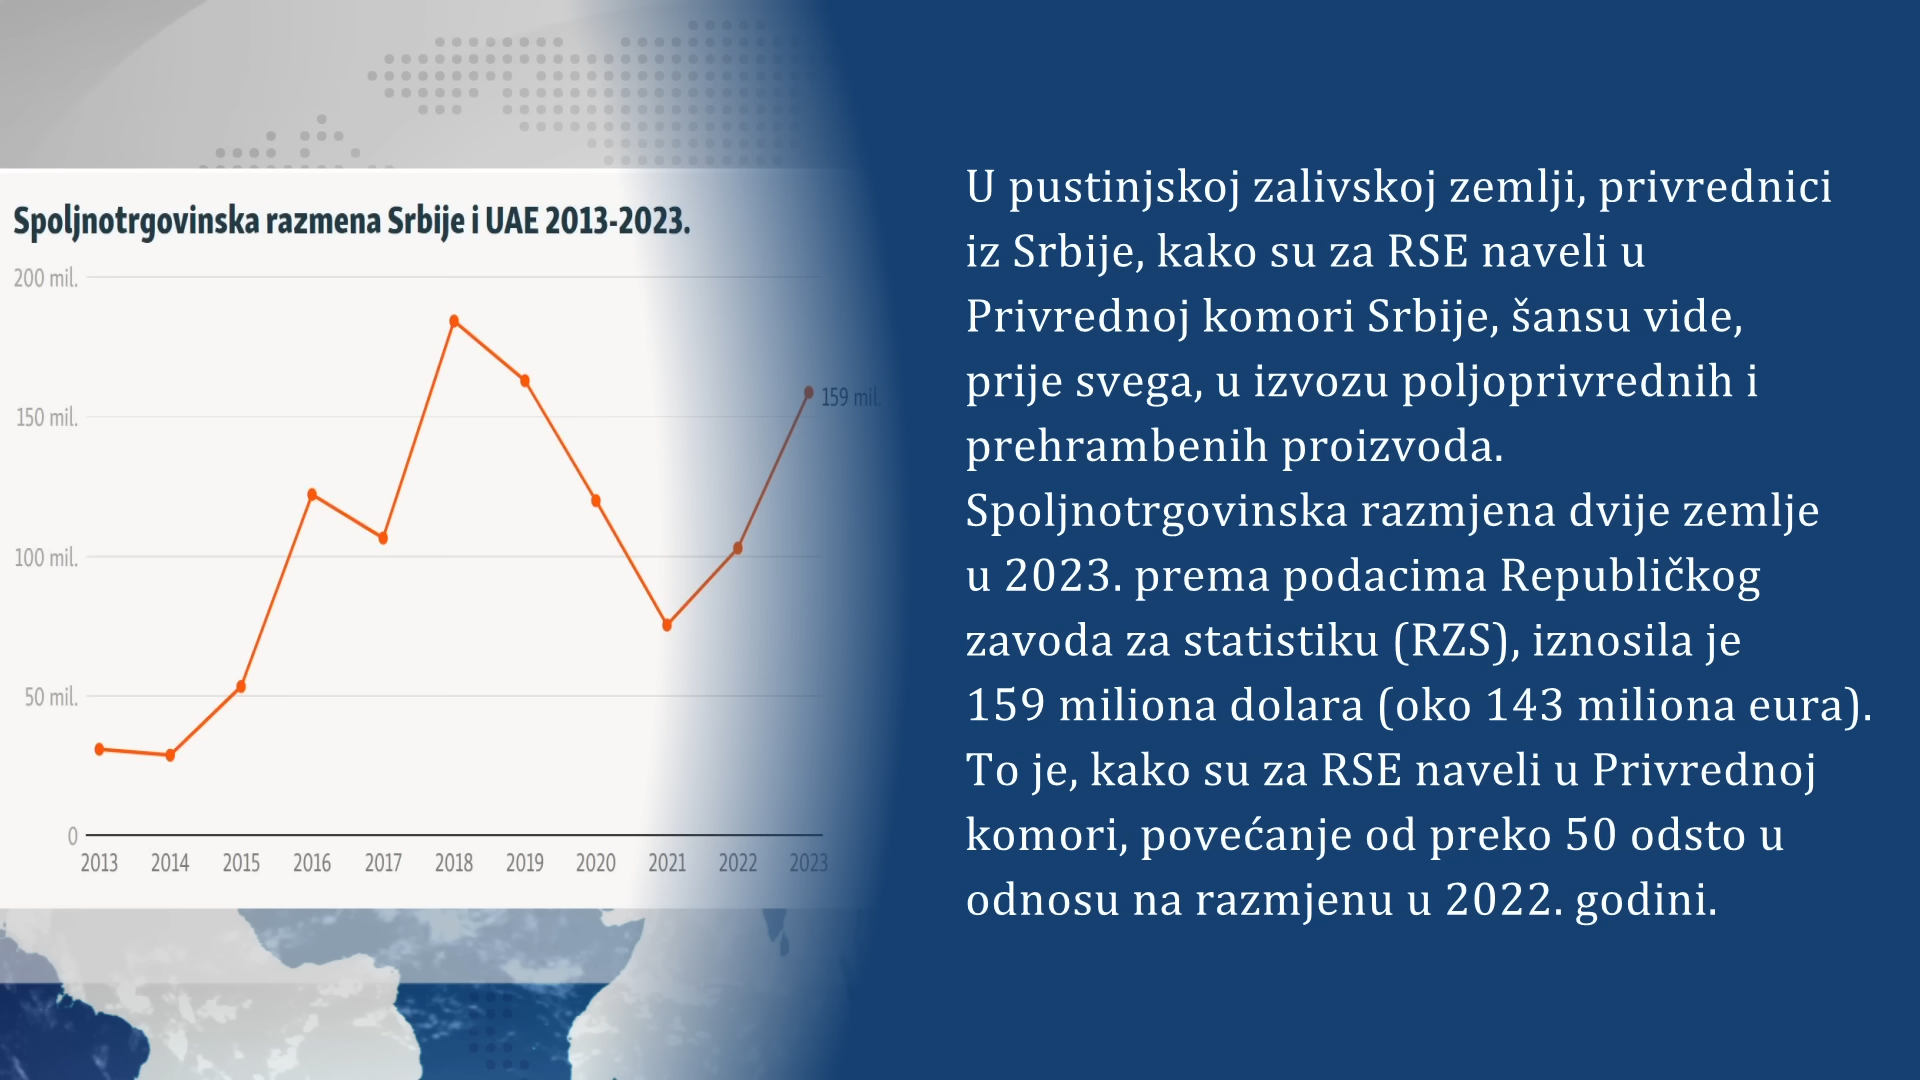 Spoljnotrgovinska razmena Srbije i UAE 2013-2023.
200 mil.
150 mil.
100 mil.
50 mil.
0
159 mil.
2013 2014 2015 2016 2017 2018 2019 2020 2021 2022 2023
U pustinjskoj zalivskoj zemlji, privrednici
iz Srbije, kako su za RSE naveli u
Privrednoj komori Srbije, šansu vide,
prije svega, u izvozu poljoprivrednih i
prehrambenih proizvoda.
Spoljnotrgovinska razmjena dvije zemlje
u 2023. prema podacima Republičkog
zavoda za statistiku (RZS), iznosila je
159 miliona dolara (oko 143 miliona eura).
To je, kako su za RSE naveli u Privrednoj
komori, povećanje od preko 50 odsto u
odnosu na razmjenu u 2022. godini.